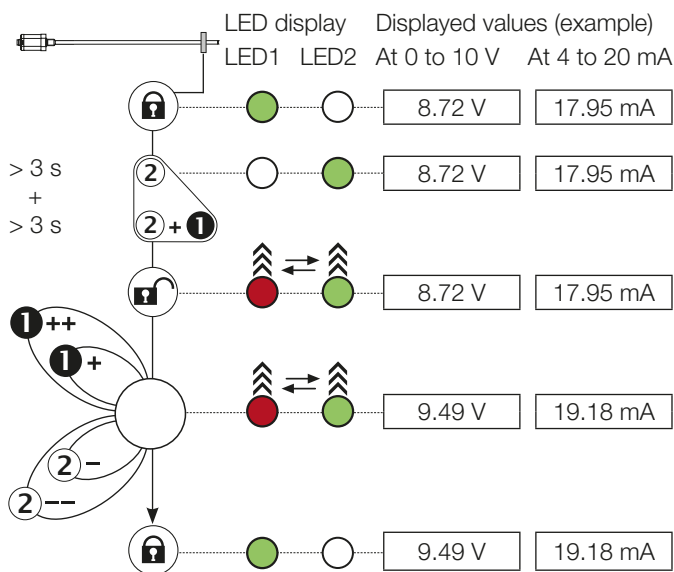 LED display Displayed values (example)
LED1 LED2 At 0 to 10 V At 4 to 20 mA
8.72 V 17.95 mA
> 3 s 2 8.72 V 17.95 mA
+
> 3 s 2 + 1
8.72 V 17.95 mA
1 ++
1 +
9.49 V 19.18 mA
2 -
2 --
9.49 V 19.18 mA